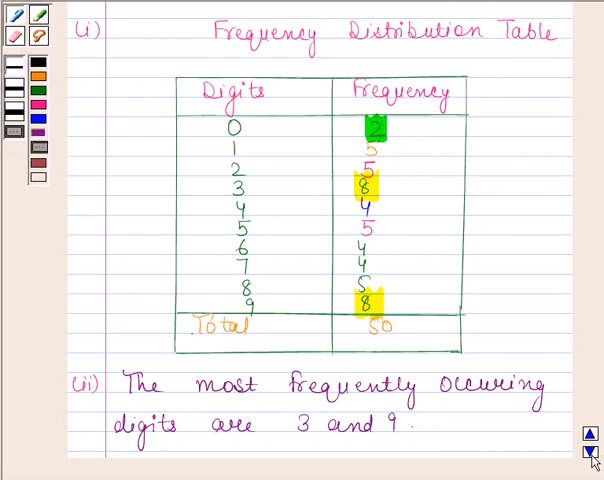 (i) Frequency Distribution Table
Digits Frequency
0 2
1 5
2 5
3 8
4 4
5 5
6 4
7 4
8 5
9 8
Total 50
(ii) The most frequently occuring
digits are 3 and 9.